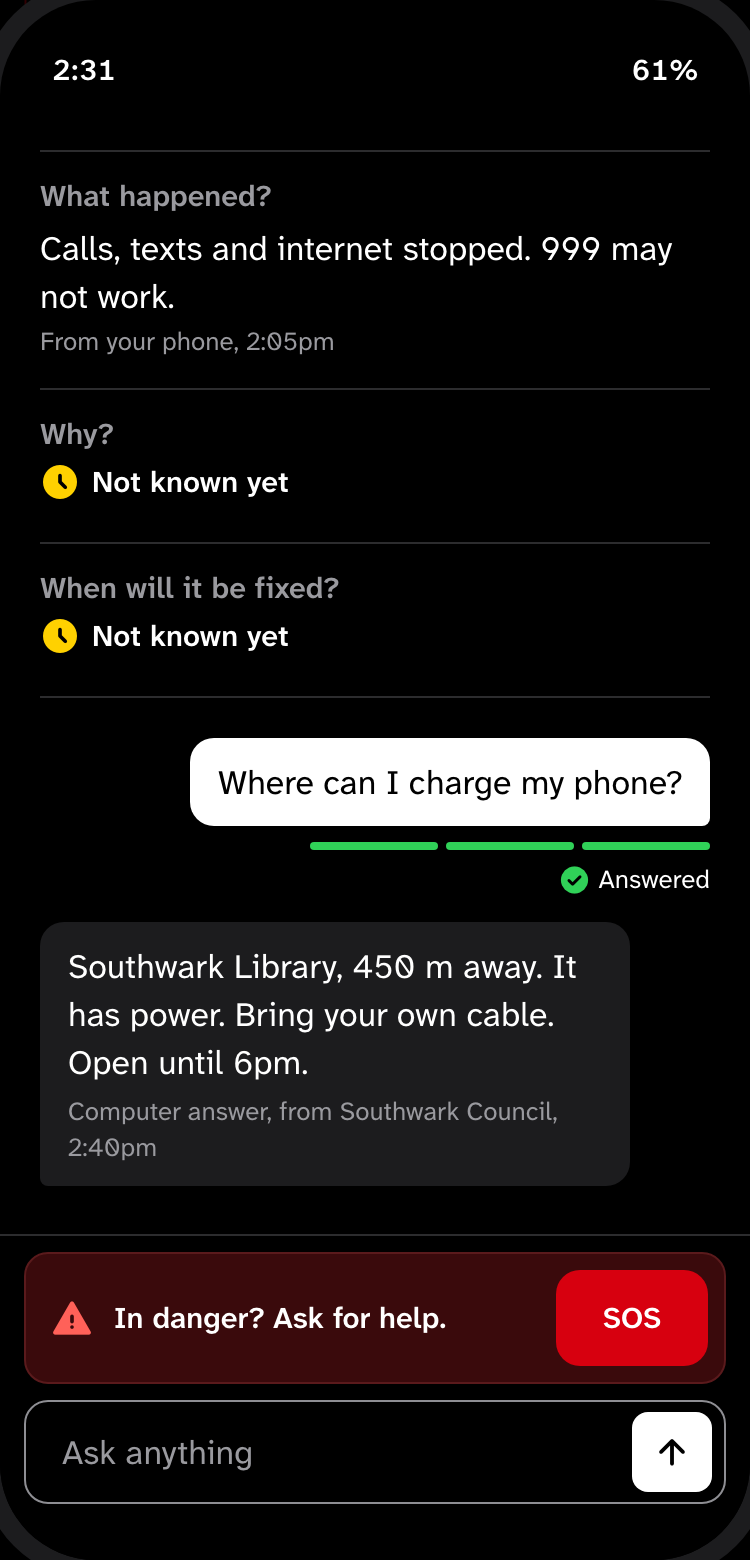 2:31
61%
What happened?
Calls, texts and internet stopped. 999 may
not work.
From your phone, 2:05pm
Why?
Not known yet
When will it be fixed?
Not known yet
Where can I charge my phone?
Answered
Southwark Library, 450 m away. It
has power. Bring your own cable.
Open until 6pm.
Computer answer, from Southwark Council,
2:40pm
In danger? Ask for help.
SOS
Ask anything